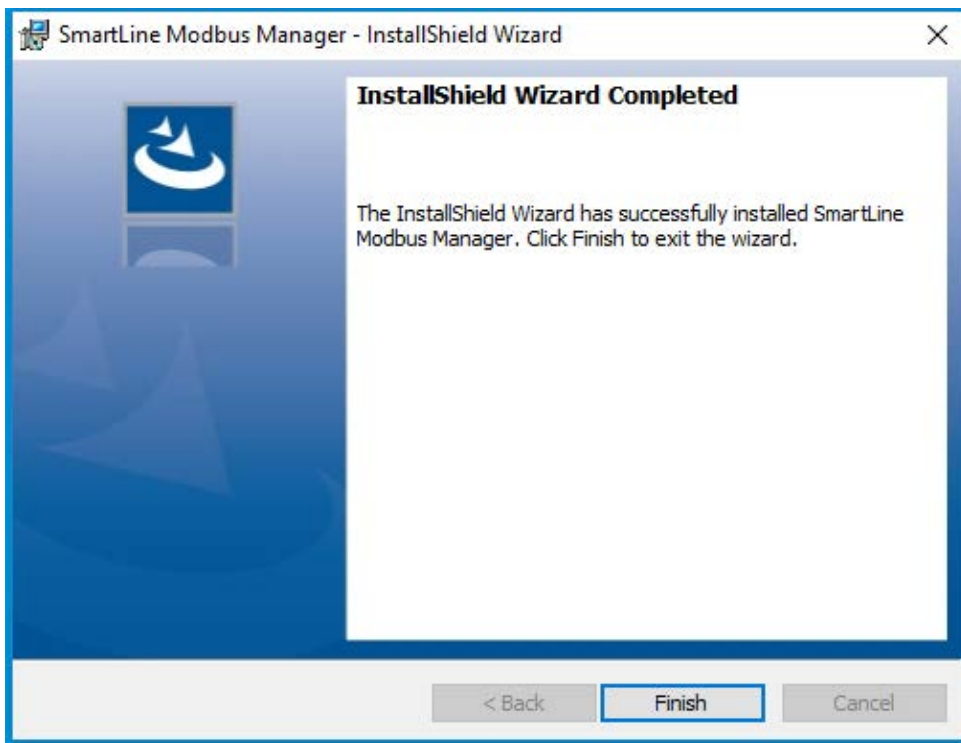 SmartLine Modbus Manager - InstallShield Wizard
InstallShield Wizard Completed
The InstallShield Wizard has successfully installed SmartLine
Modbus Manager. Click Finish to exit the wizard.
< Back
Finish
Cancel